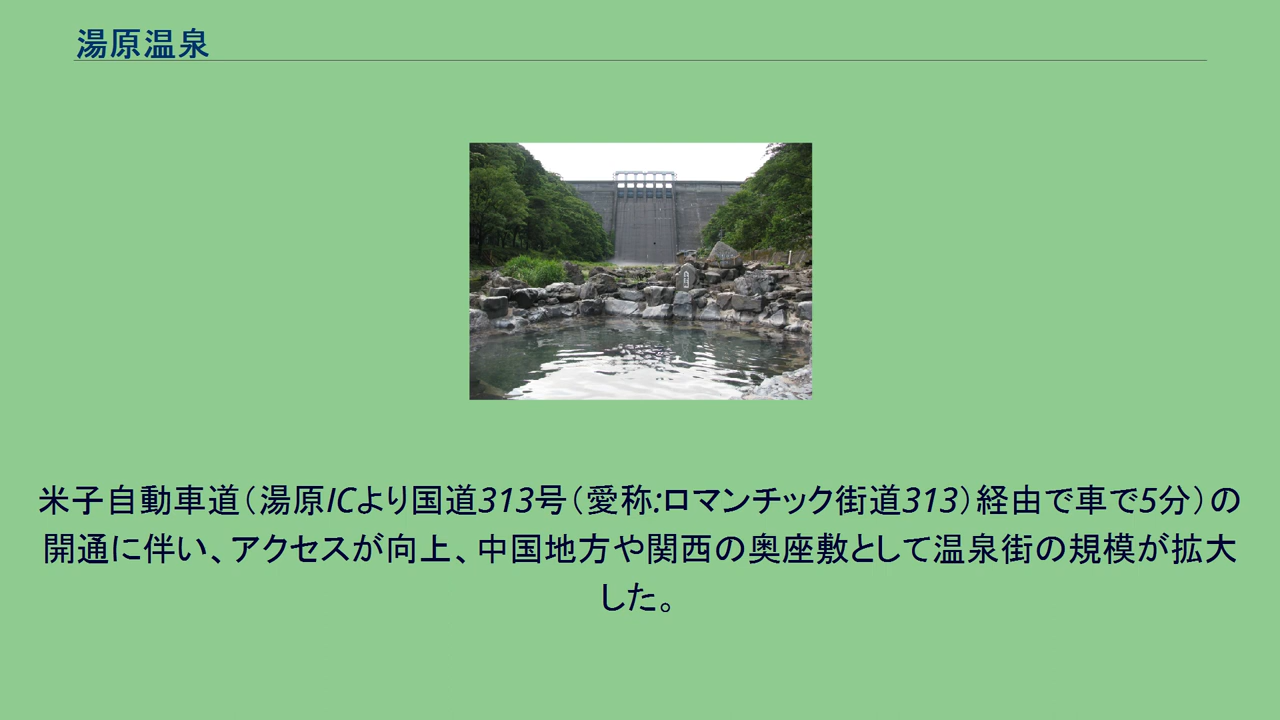 湯原温泉
米子自動車道（湯原ICより国道313号（愛称:ロマンチック街道313）経由で車で5分）の
開通に伴い、アクセスが向上、中国地方や関西の奥座敷として温泉街の規模が拡大
した。